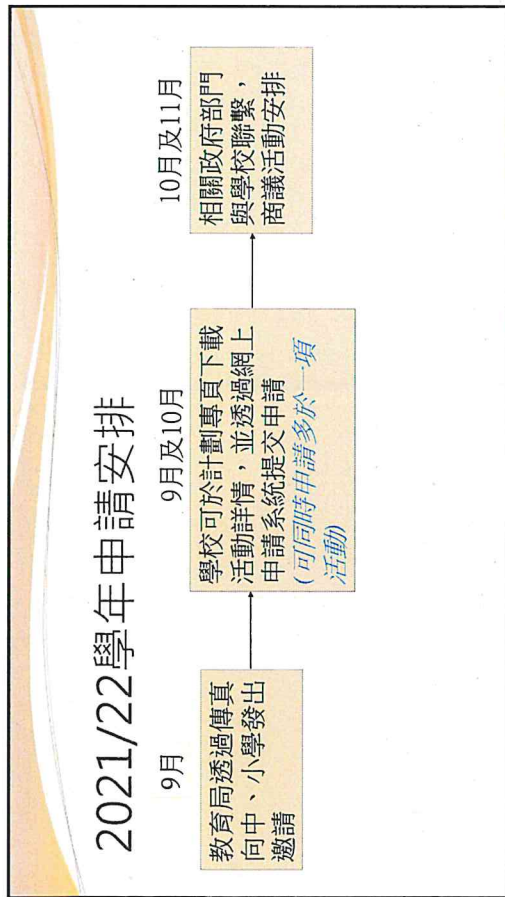 2021/22學年申請安排
9月
教育局透過傳真
向中、小學發出
邀請
9月及10月
學校可於計劃專頁下載
活動詳情，並透過網上
申請系統提交申請
(可同時申請多於一項
活動)
10月及11月
相關政府部門
與學校聯繫，
商議活動安排